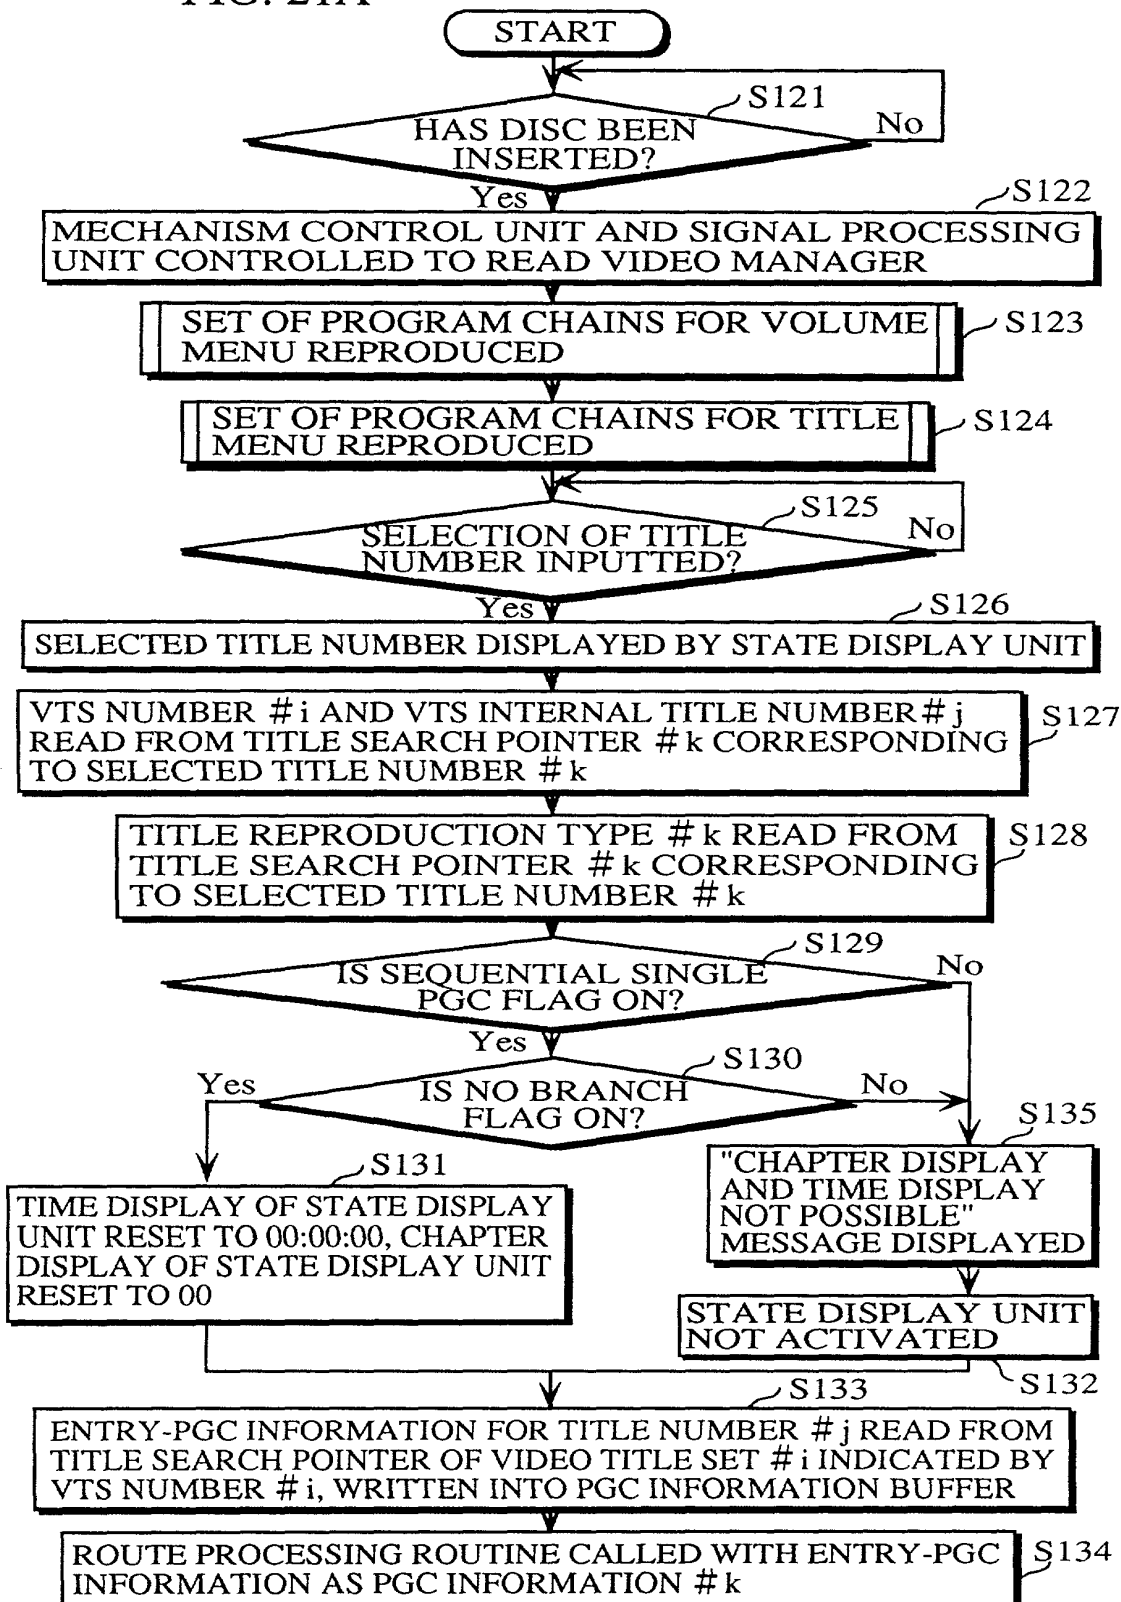 FIG. 21A
START
S121
HAS DISC BEEN
INSERTED?
No
Yes
S122
MECHANISM CONTROL UNIT AND SIGNAL PROCESSING
UNIT CONTROLLED TO READ VIDEO MANAGER
SET OF PROGRAM CHAINS FOR VOLUME
MENU REPRODUCED
S123
SET OF PROGRAM CHAINS FOR TITLE
MENU REPRODUCED
S124
S125
SELECTION OF TITLE
NUMBER INPUTTED?
No
Yes
S126
SELECTED TITLE NUMBER DISPLAYED BY STATE DISPLAY UNIT
VTS NUMBER #i AND VTS INTERNAL TITLE NUMBER#j
READ FROM TITLE SEARCH POINTER #k CORRESPONDING
TO SELECTED TITLE NUMBER #k
S127
TITLE REPRODUCTION TYPE #k READ FROM
TITLE SEARCH POINTER #k CORRESPONDING
TO SELECTED TITLE NUMBER #k
S128
S129
IS SEQUENTIAL SINGLE
PGC FLAG ON?
No
Yes
S130
Yes
IS NO BRANCH
FLAG ON?
No
S131
TIME DISPLAY OF STATE DISPLAY
UNIT RESET TO 00:00:00, CHAPTER
DISPLAY OF STATE DISPLAY UNIT
RESET TO 00
S135
"CHAPTER DISPLAY
AND TIME DISPLAY
NOT POSSIBLE"
MESSAGE DISPLAYED
STATE DISPLAY UNIT
NOT ACTIVATED
S132
S133
ENTRY-PGC INFORMATION FOR TITLE NUMBER #j READ FROM
TITLE SEARCH POINTER OF VIDEO TITLE SET #i INDICATED BY
VTS NUMBER #i, WRITTEN INTO PGC INFORMATION BUFFER
ROUTE PROCESSING ROUTINE CALLED WITH ENTRY-PGC
INFORMATION AS PGC INFORMATION #k
S134